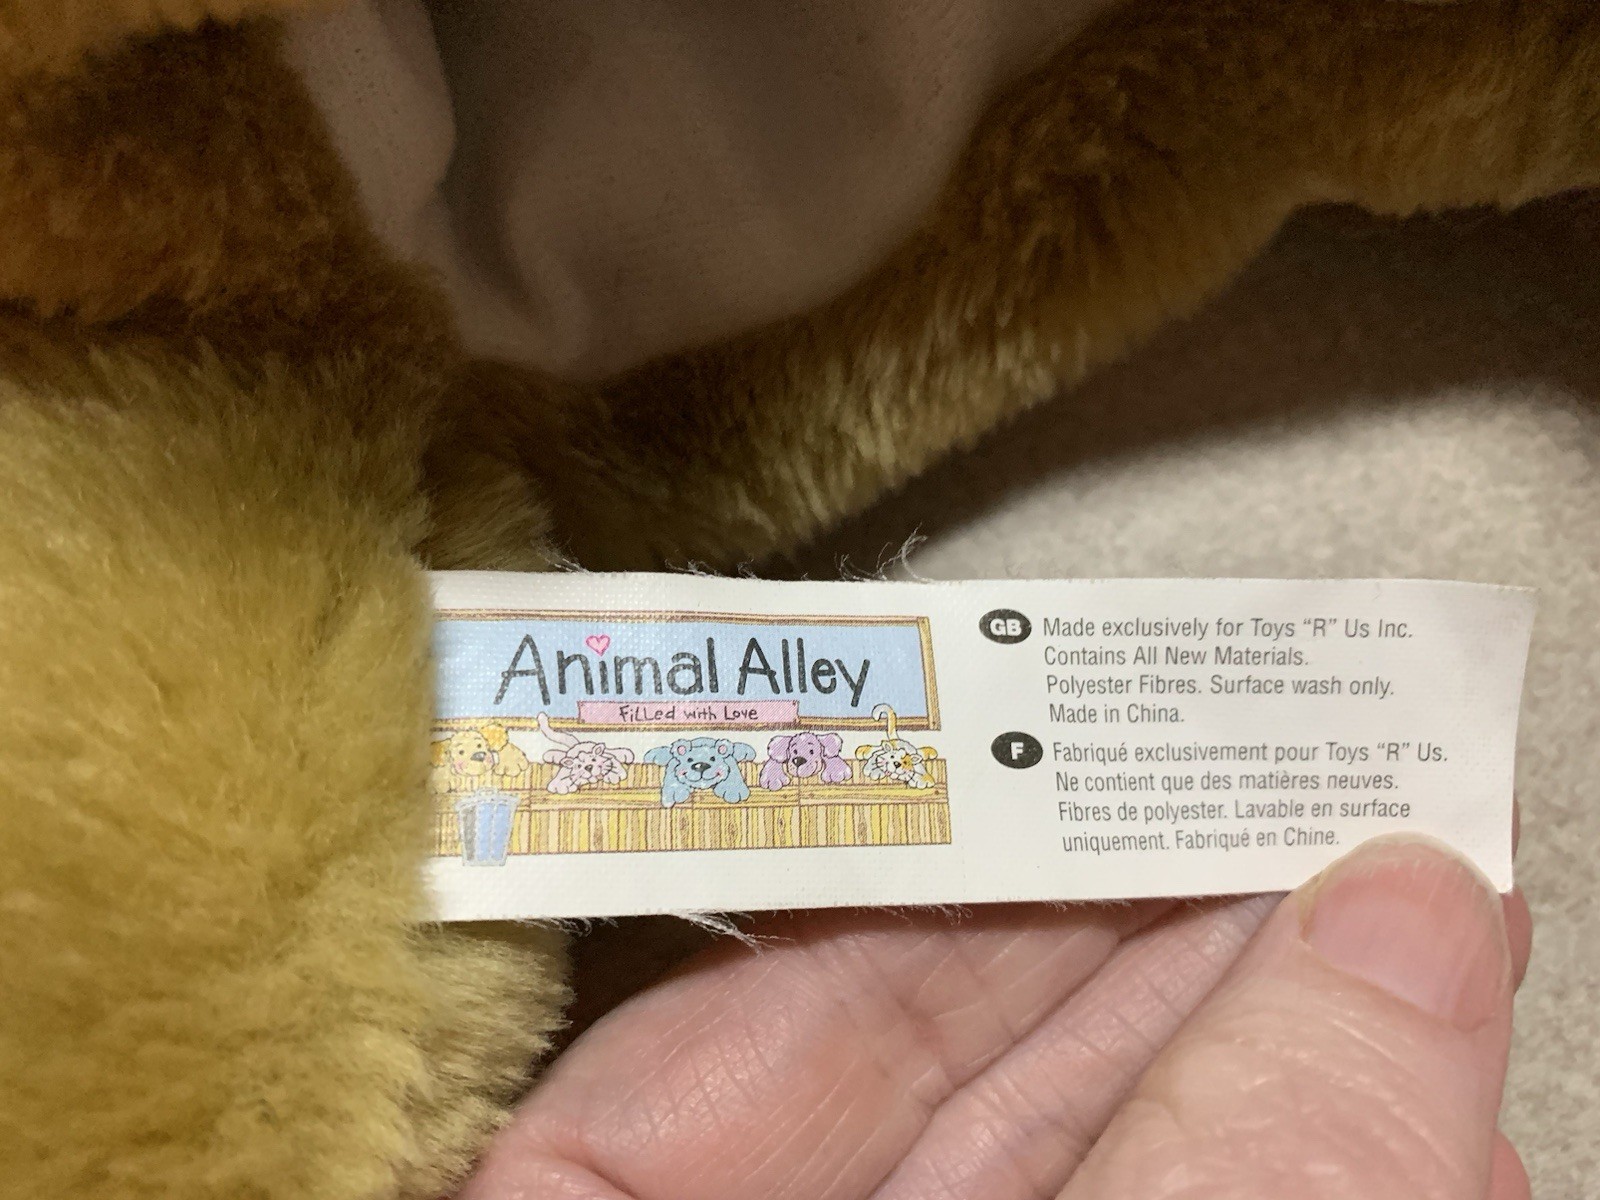 Animal Alley
Filled with Love
GB Made exclusively for Toys “R” Us Inc.
Contains All New Materials.
Polyester Fibres. Surface wash only.
Made in China.
F Fabriqué exclusivement pour Toys “R” Us.
Ne contient que des matières neuves.
Fibres de polyester. Lavable en surface
uniquement. Fabriqué en Chine.